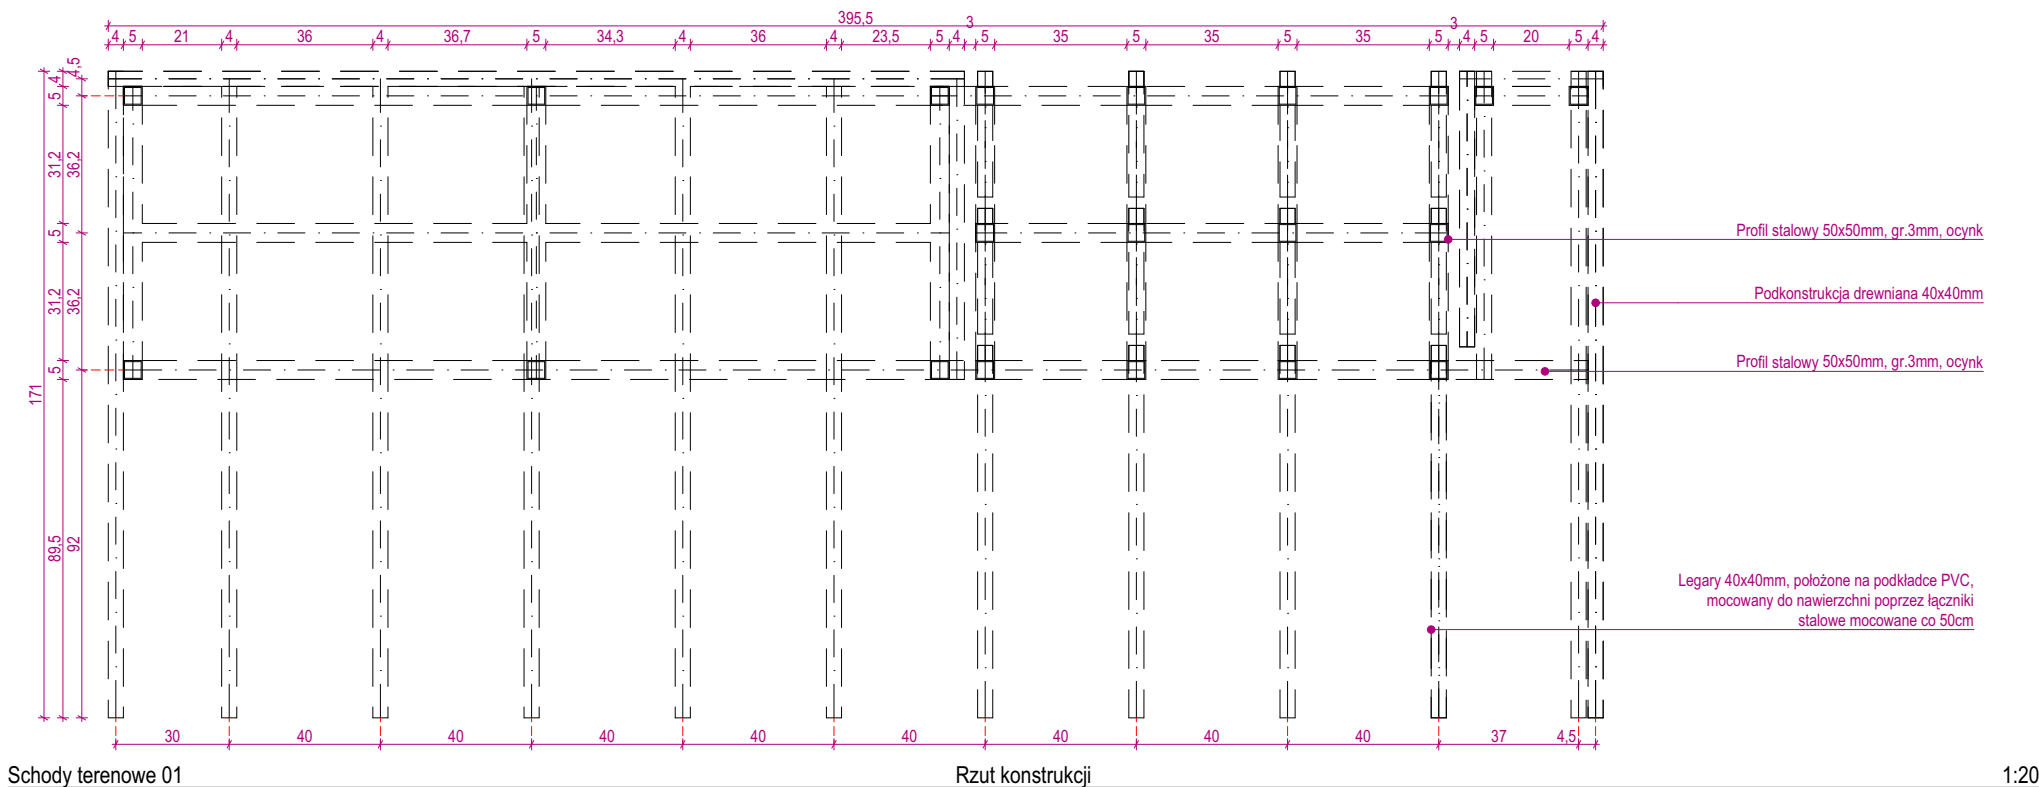 395,5
3
3
4 5 21 4 36 4 36,7 5 34,3 4 36 4 23,5 5 4 5 35 5 35 5 35 5 4 5 20 5 4
4,5
4
5
31,2
36,2
5
31,2
36,2
5
171
89,5
92
Profil stalowy 50x50mm, gr.3mm, ocynk
Podkonstrukcja drewniana 40x40mm
Profil stalowy 50x50mm, gr.3mm, ocynk
Legary 40x40mm, położone na podkładce PVC,
mocowany do nawierzchni poprzez łączniki
stalowe mocowane co 50cm
30 40 40 40 40 40 40 40 40 37 4,5
Schody terenowe 01
Rzut konstrukcji
1:20